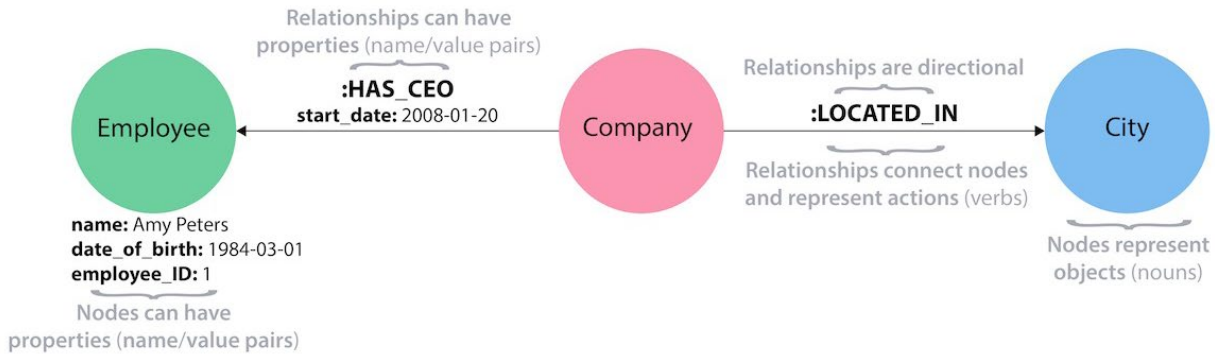 Relationships can have
properties (name/value pairs)
:HAS_CEO
start_date: 2008-01-20
Employee
name: Amy Peters
date_of_birth: 1984-03-01
employee_ID: 1
Nodes can have
properties (name/value pairs)
Company
Relationships are directional
:LOCATED_IN
Relationships connect nodes
and represent actions (verbs)
City
Nodes represent
objects (nouns)